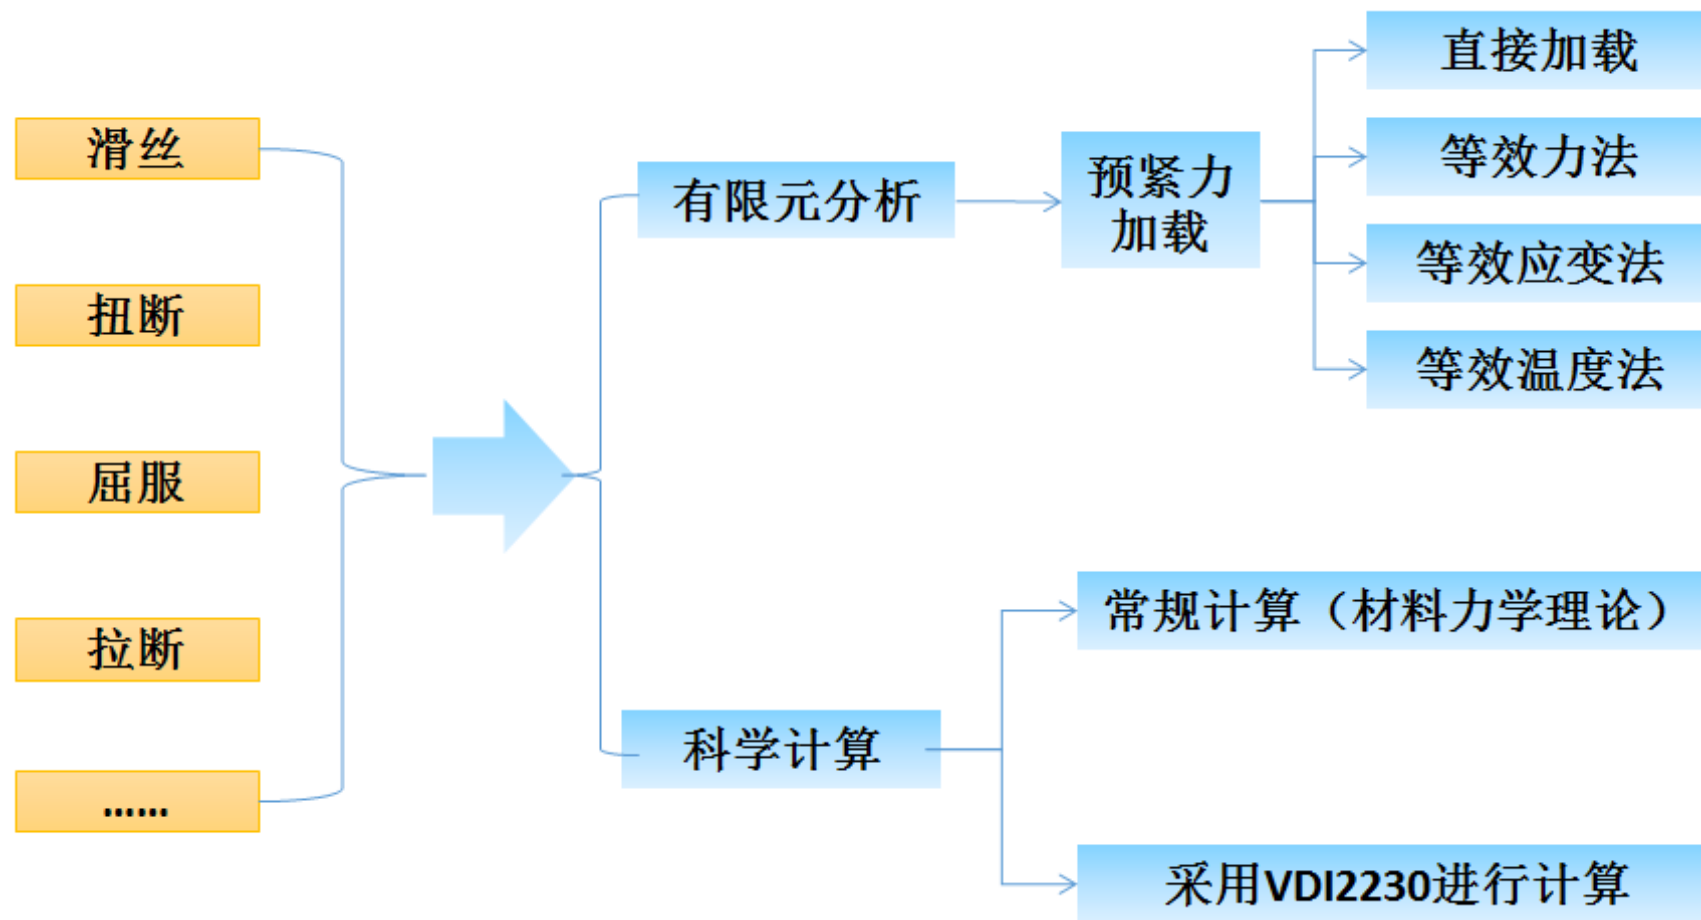 滑丝
扭断
屈服
拉断
......
有限元分析
预紧力
加载
直接加载
等效力法
等效应变法
等效温度法
科学计算
常规计算（材料力学理论）
采用VDI2230进行计算